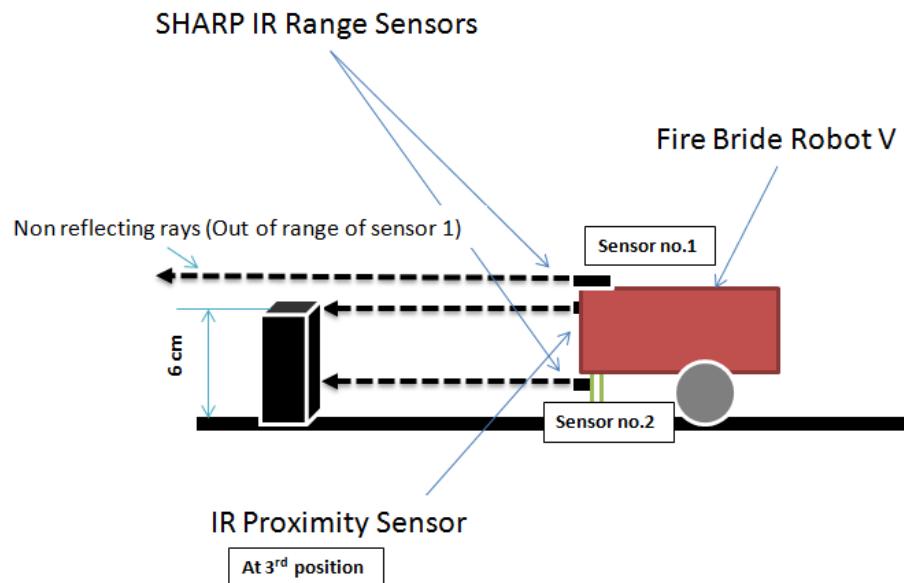 SHARP IR Range Sensors
Fire Bride Robot V
Non reflecting rays (Out of range of sensor 1)
Sensor no.1
6 cm
Sensor no.2
IR Proximity Sensor
At 3rd position